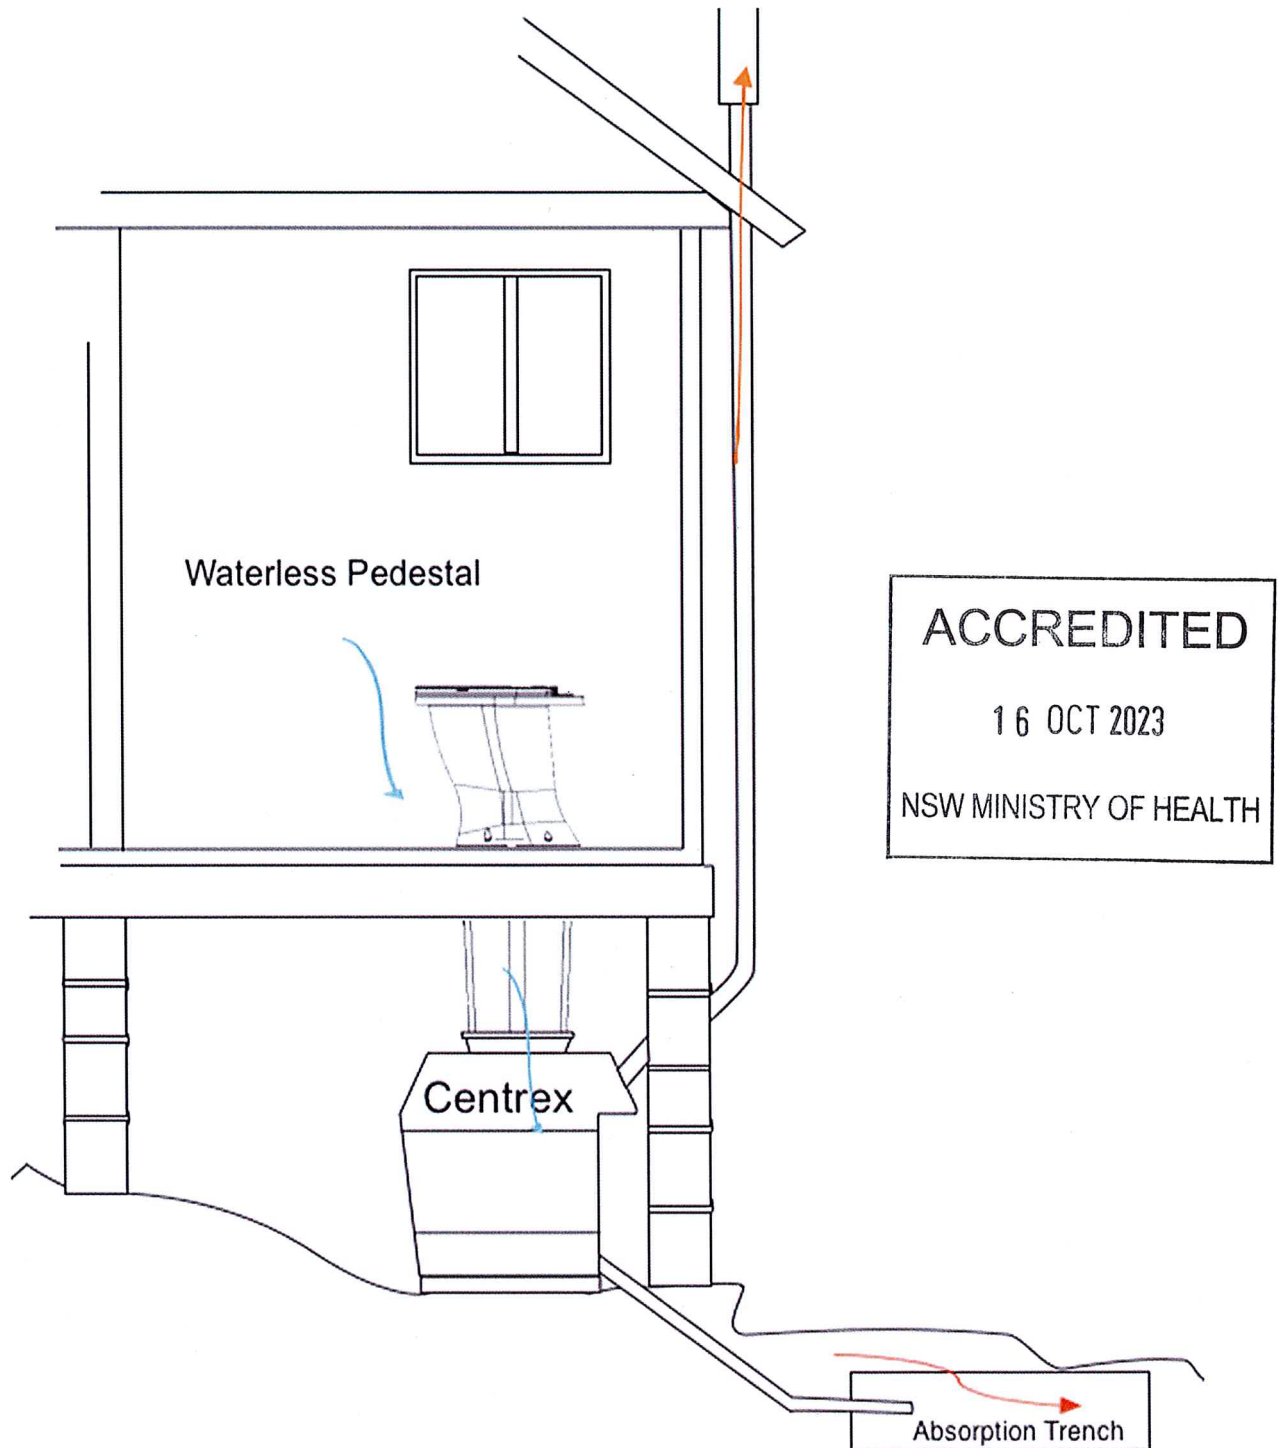 Waterless Pedestal
ACCREDITED
16 OCT 2023
NSW MINISTRY OF HEALTH
Centrex
Absorption Trench